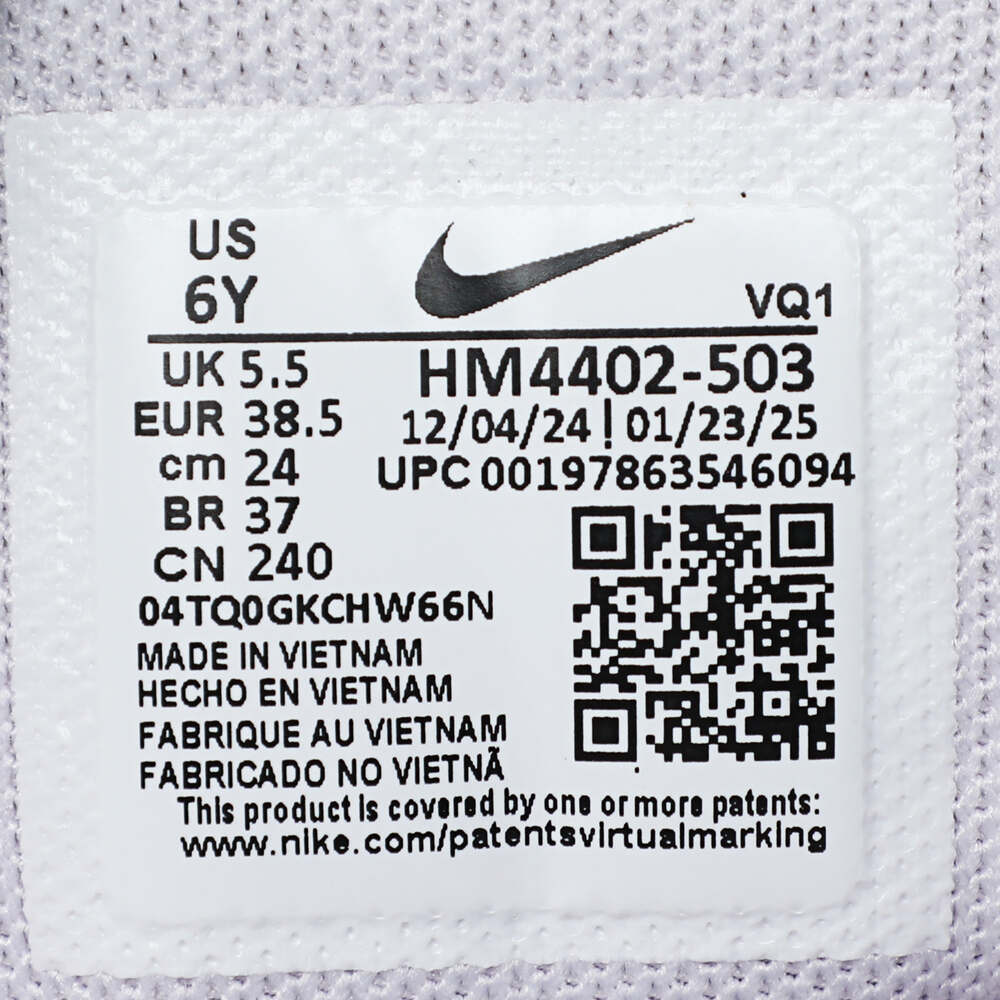 US
6Y
VQ1
UK 5.5
EUR 38.5
cm 24
BR 37
CN 240
HM4402-503
12/04/24 | 01/23/25
UPC 00197863546094
04TQ0GKCHW66N
MADE IN VIETNAM
HECHO EN VIETNAM
FABRIQUE AU VIETNAM
FABRICADO NO VIETNÃ
This product is covered by one or more patents:
www.nike.com/patentsvirtualmarking